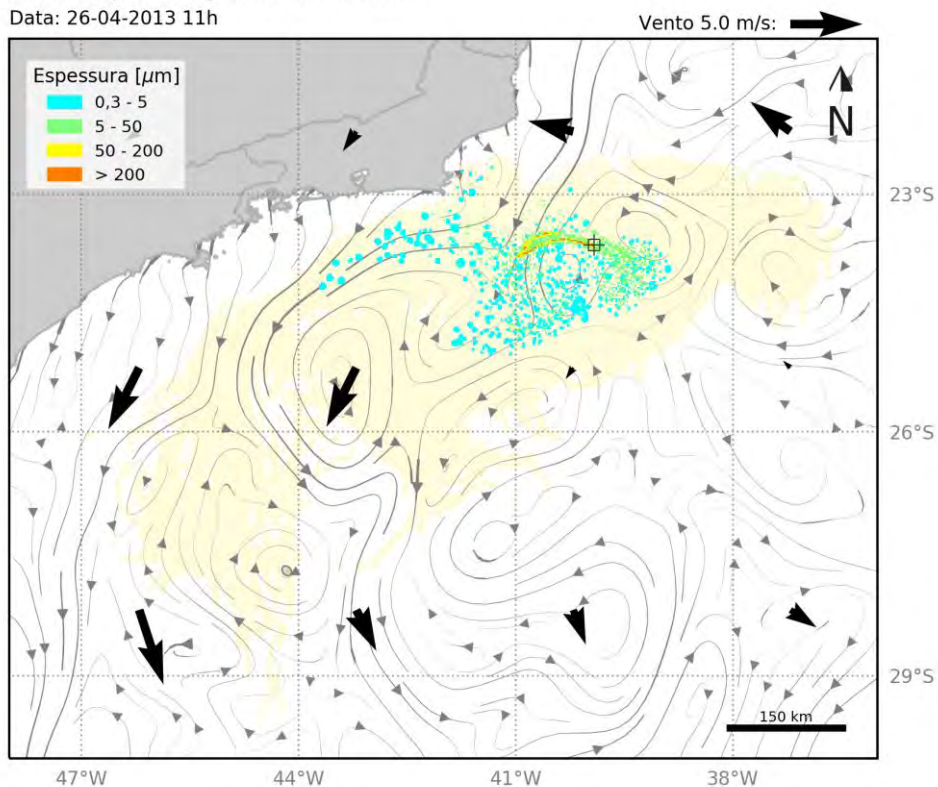 Data: 26-04-2013 11h
Vento 5.0 m/s:
Espessura [μm]
0,3 - 5
5 - 50
50 - 200
> 200
N
23°S
26°S
29°S
150 km
47°W
44°W
41°W
38°W